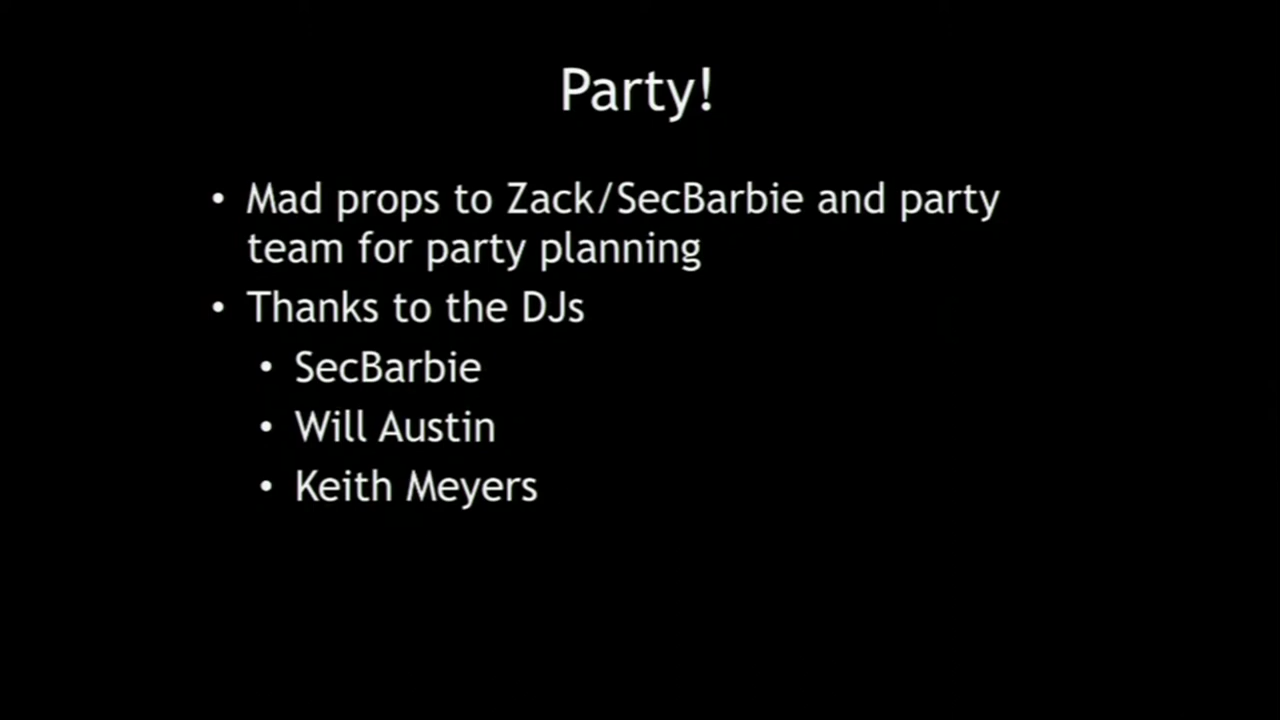 Party!
• Mad props to Zack/SecBarbie and party
team for party planning
• Thanks to the DJs
• SecBarbie
• Will Austin
• Keith Meyers